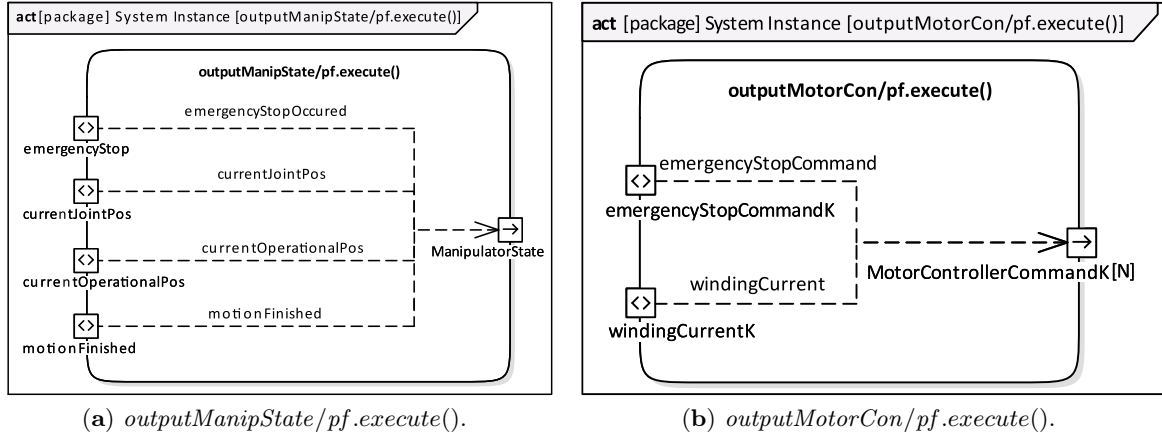 act [package] System Instance [outputManipState/pf.execute()]
outputManipState/pf.execute()
emergencyStopOccured
emergencyStop
currentJointPos
currentJointPos
currentOperationalPos
ManipulatorState
currentOperationalPos
motionFinished
motionFinished
(a) outputManipState/pf.execute().
act [package] System Instance [outputMotorCon/pf.execute()]
outputMotorCon/pf.execute()
emergencyStopCommand
emergencyStopCommandK
MotorControllerCommandK[N]
windingCurrent
windingCurrentK
(b) outputMotorCon/pf.execute().